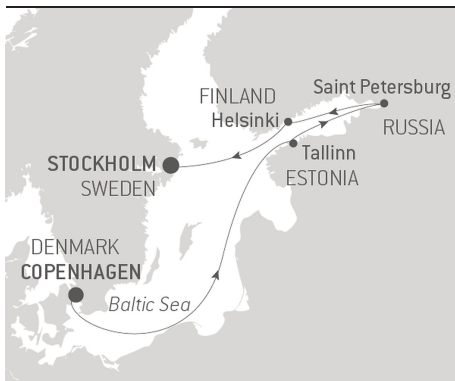 Saint Petersburg
FINLAND
Helsinki
RUSSIA
Tallinn
STOCKHOLM
ESTONIA
SWEDEN
DENMARK
COPENHAGEN
Baltic Sea